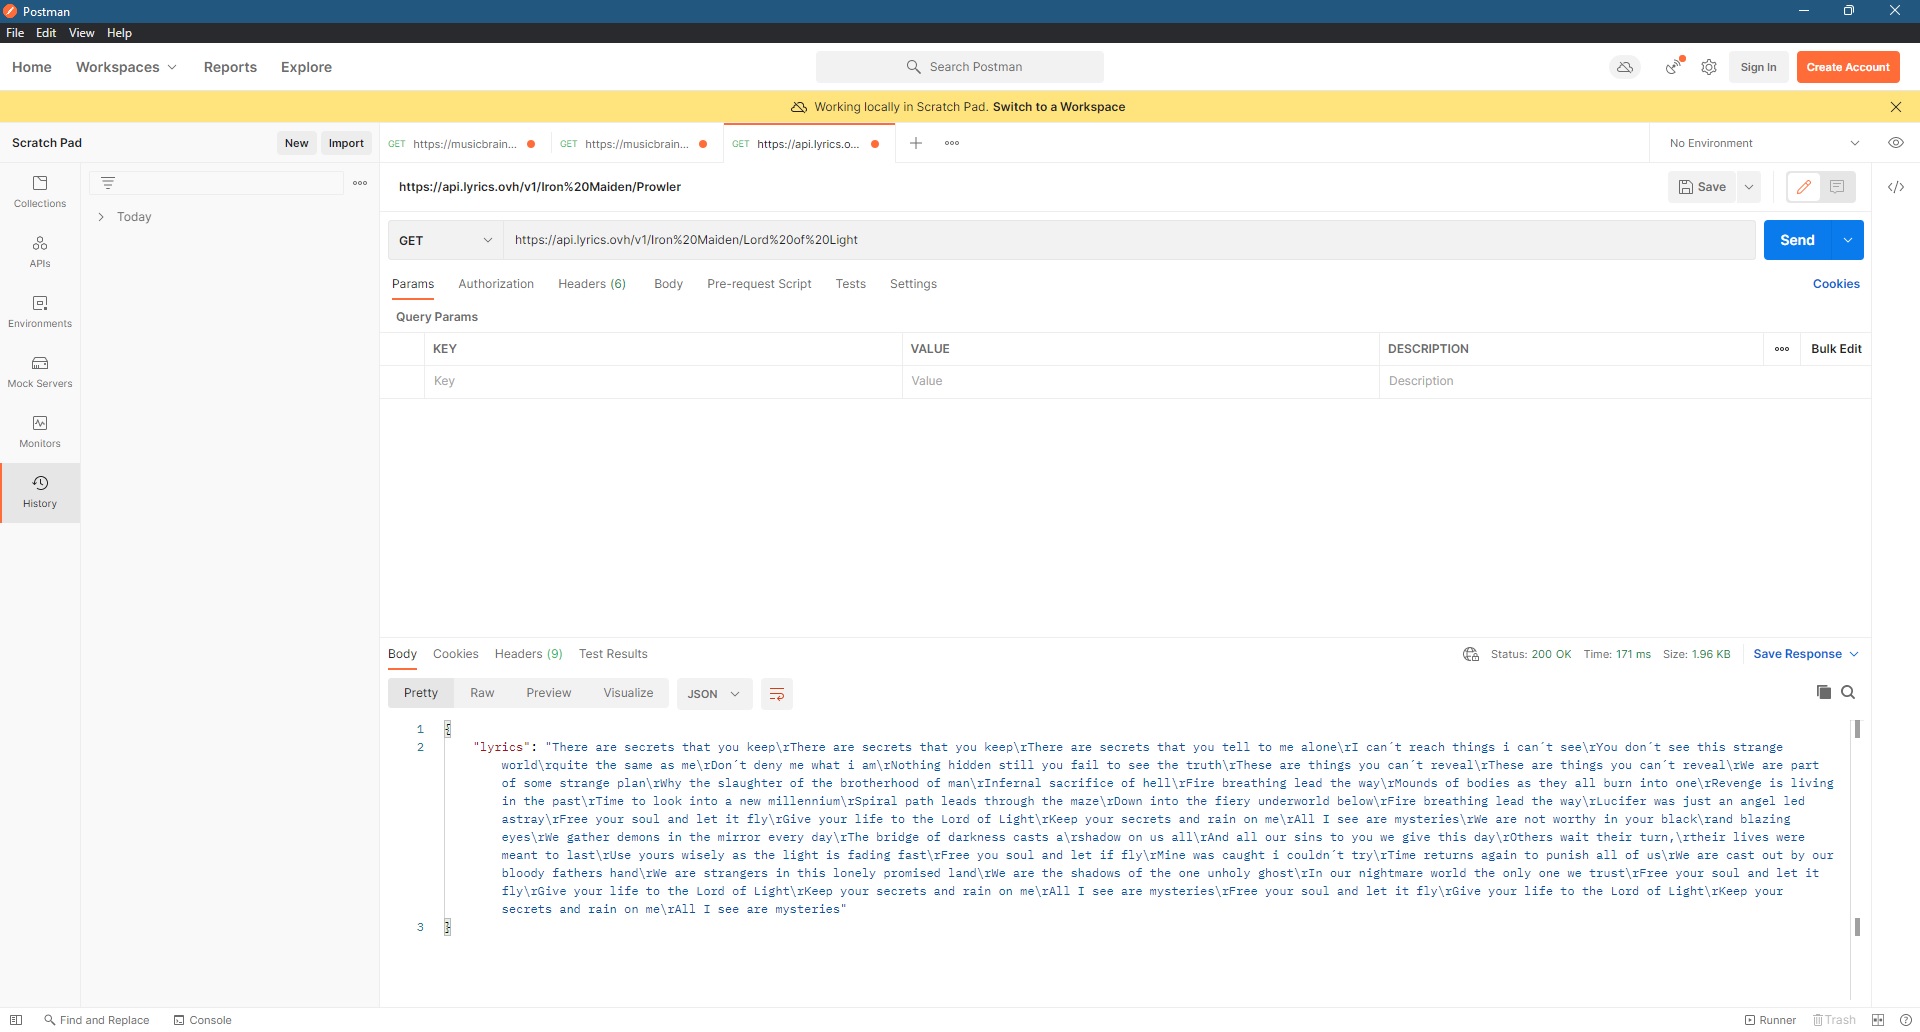 Postman
File Edit View Help
Home Workspaces Reports Explore Search Postman Sign In Create Account
Working locally in Scratch Pad. Switch to a Workspace
Scratch Pad New Import GET https://musicbrain... GET https://musicbrain... GET https://api.lyrics.o... No Environment
https://api.lyrics.ovh/v1/Iron%20Maiden/Prowler Save
Collections
Today
GET https://api.lyrics.ovh/v1/Iron%20Maiden/Lord%20of%20Light Send
APIs
Params Authorization Headers (6) Body Pre-request Script Tests Settings Cookies
Query Params
Environments
KEY VALUE DESCRIPTION Bulk Edit
Key Value Description
Mock Servers
Monitors
History
Body Cookies Headers (9) Test Results Status: 200 OK Time: 171 ms Size: 1.96 KB Save Response
Pretty Raw Preview Visualize JSON
1 {
2 "lyrics": "There are secrets that you keep\rThere are secrets that you keep\rThere are secrets that you tell to me alone\rI can´t reach things i can´t see\rYou don´t see this strange
world\rquite the same as me\rDon´t deny me what i am\rNothing hidden still you fail to see the truth\rThese are things you can´t reveal\rThese are things you can´t reveal\rWe are part
of some strange plan\rWhy the slaughter of the brotherhood of man\rInfernal sacrifice of hell\rFire breathing lead the way\rMounds of bodies as they all burn into one\rRevenge is living
in the past\rTime to look into a new millennium\rSpiral path leads through the maze\rDown into the fiery underworld below\rFire breathing lead the way\rLucifer was just an angel led
astray\rFree your soul and let it fly\rGive your life to the Lord of Light\rKeep your secrets and rain on me\rAll I see are mysteries\rWe are not worthy in your black\rand blazing
eyes\rWe gather demons in the mirror every day\rThe bridge of darkness casts a\rshadow on us all\rAnd all our sins to you we give this day\rOthers wait their turn,\rtheir lives were
meant to last\rUse yours wisely as the light is fading fast\rFree you soul and let if fly\rMine was caught i couldn´t try\rTime returns again to punish all of us\rWe are cast out by our
bloody fathers hand\rWe are strangers in this lonely promised land\rWe are the shadows of the one unholy ghost\rIn our nightmare world the only one we trust\rFree your soul and let it
fly\rGive your life to the Lord of Light\rKeep your secrets and rain on me\rAll I see are mysteries\rFree your soul and let it fly\rGive your life to the Lord of Light\rKeep your
secrets and rain on me\rAll I see are mysteries"
3 }
Find and Replace Console Runner Trash